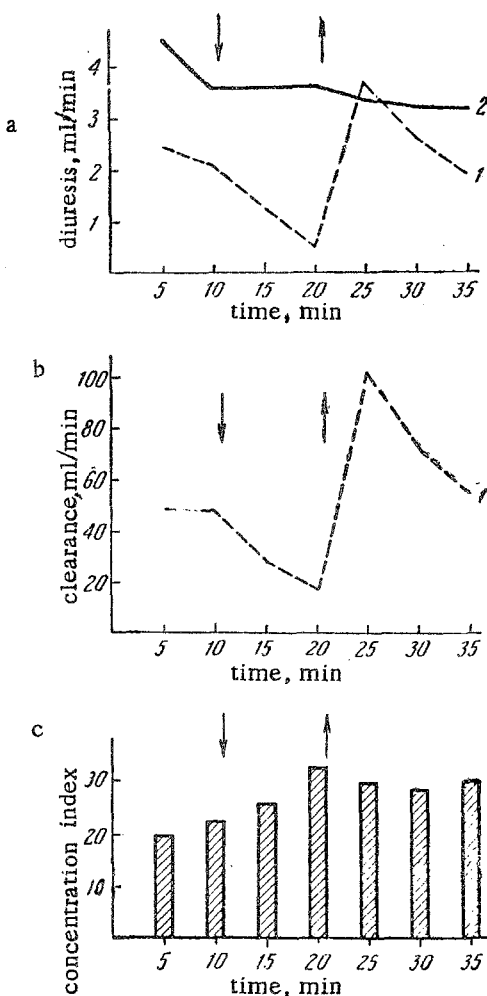 a
diuresis, ml/min
4
3
2
1
2
1
5 10 15 20 25 30 35
time, min
b
clearance, ml/min
100
80
60
40
20
1
5 10 15 20 25 30 35
time, min
c
concentration index
30
20
10
5 10 15 20 25 30 35
time, min